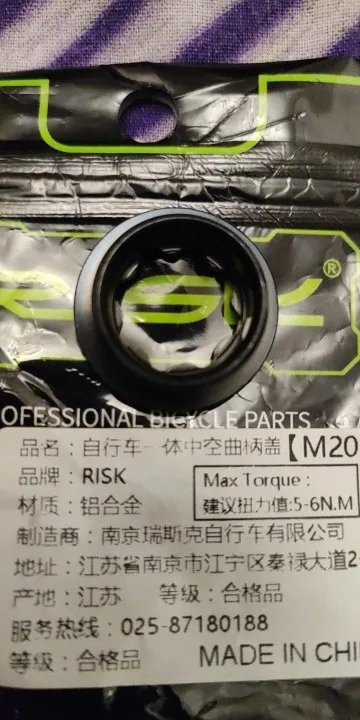 RISK®
OFESSIONAL BICYCLE PARTS
品名：自行车一体中空曲柄盖【M20
品牌：RISK
Max Torque：
建议扭力值:5-6N.M
材质：铝合金
制造商：南京瑞斯克自行车有限公司
地址：江苏省南京市江宁区秦禄大道2
产地：江苏 等级：合格品
服务热线：025-87180188
等级：合格品
MADE IN CHI